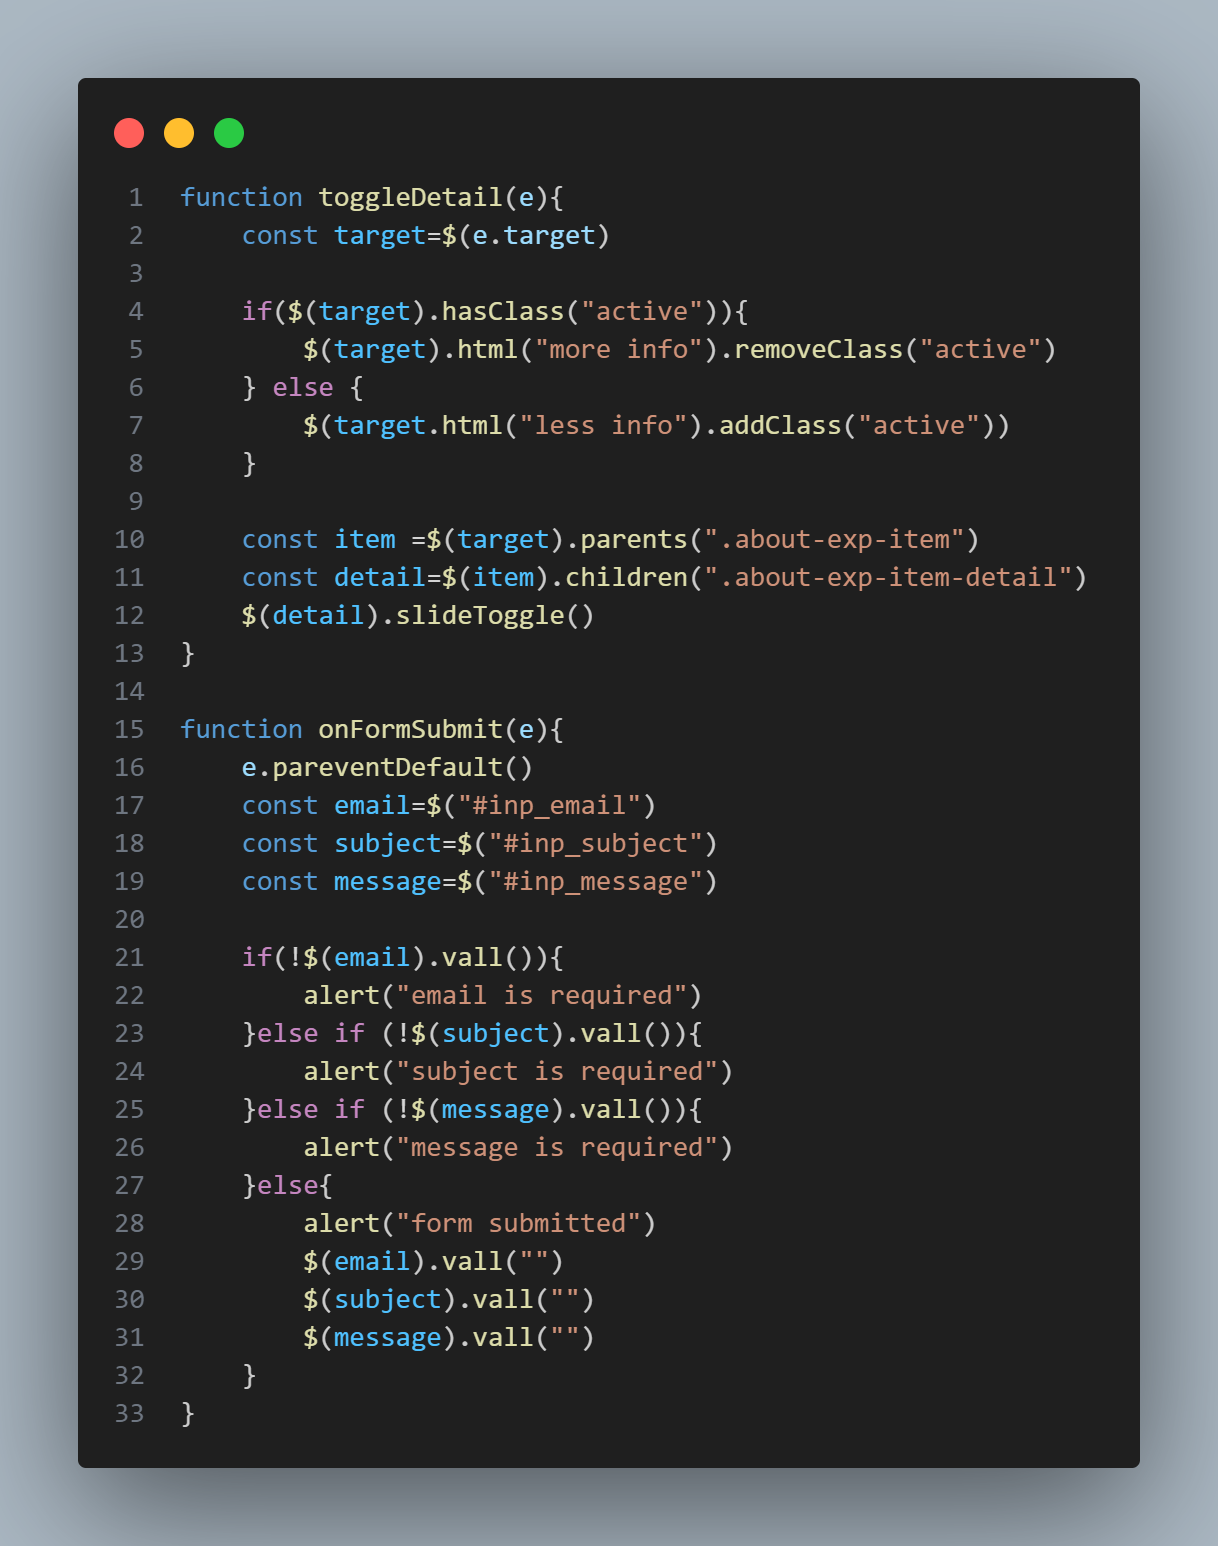 1 function toggleDetail(e){
2     const target=$(e.target)
3
4     if($(target).hasClass("active")){
5         $(target).html("more info").removeClass("active")
6     } else {
7         $(target.html("less info").addClass("active"))
8     }
9
10     const item =$(target).parents(".about-exp-item")
11     const detail=$(item).children(".about-exp-item-detail")
12     $(detail).slideToggle()
13 }
14
15 function onFormSubmit(e){
16     e.pareventDefault()
17     const email=$("#inp_email")
18     const subject=$("#inp_subject")
19     const message=$("#inp_message")
20
21     if(!$(email).vall()){
22         alert("email is required")
23     }else if (!$(subject).vall()){
24         alert("subject is required")
25     }else if (!$(message).vall()){
26         alert("message is required")
27     }else{
28         alert("form submitted")
29         $(email).vall("")
30         $(subject).vall("")
31         $(message).vall("")
32     }
33 }